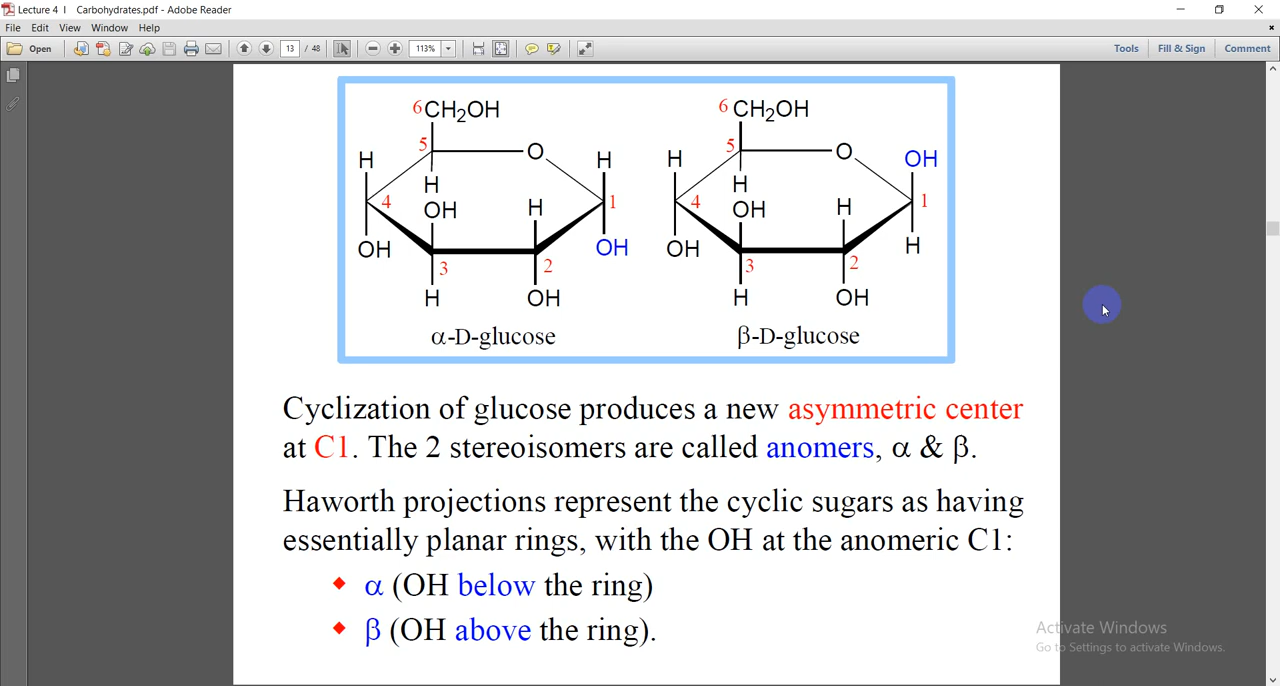 Lecture 4 I Carbohydrates.pdf - Adobe Reader
File Edit View Window Help
Open 13 / 48 113% Tools Fill & Sign Comment
6CH₂OH 6CH₂OH
H 5 O H H 5 O OH
H H
4 OH H 1 4 OH H 1
OH OH OH H
3 2 3 2
H OH H OH
α-D-glucose β-D-glucose
Cyclization of glucose produces a new asymmetric center
at C1. The 2 stereoisomers are called anomers, α & β.
Haworth projections represent the cyclic sugars as having
essentially planar rings, with the OH at the anomeric C1:
◆ α (OH below the ring)
◆ β (OH above the ring).
Activate Windows
Go to Settings to activate Windows.